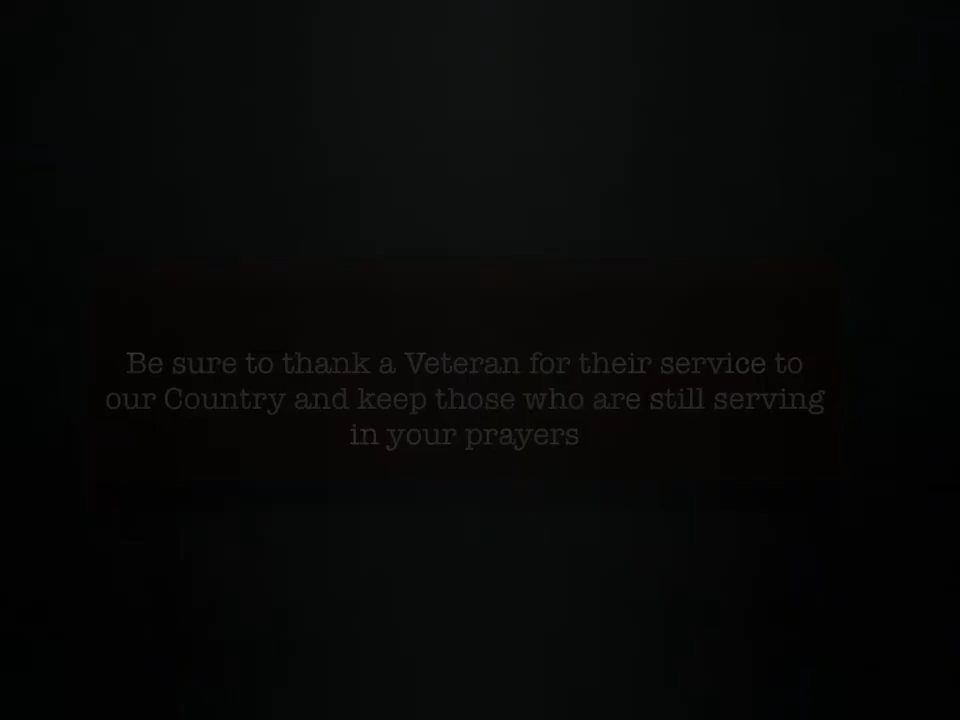 Be sure to thank a Veteran for their service to
our Country and keep those who are still serving
in your prayers